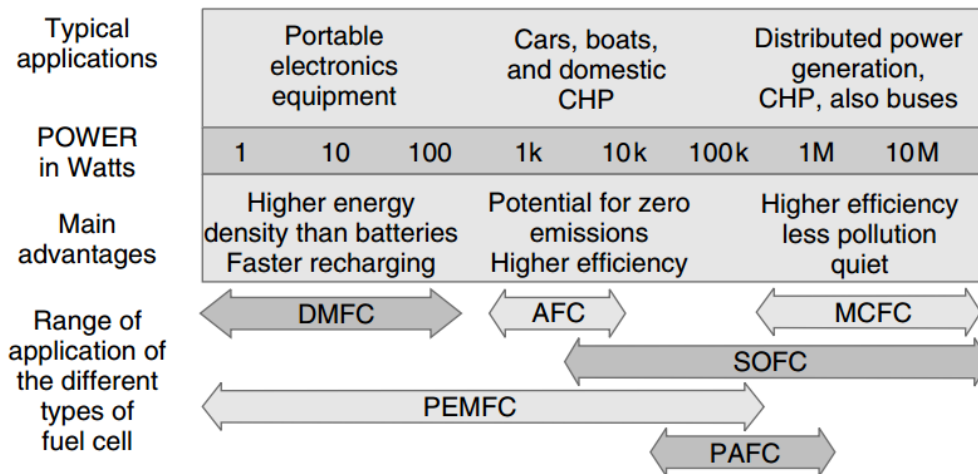 Typical
applications
Portable
electronics
equipment
Cars, boats,
and domestic
CHP
Distributed power
generation,
CHP, also buses
POWER
in Watts
1 10 100 1k 10k 100k 1M 10M
Main
advantages
Higher energy
density than batteries
Faster recharging
Potential for zero
emissions
Higher efficiency
Higher efficiency
less pollution
quiet
Range of
application of
the different
types of
fuel cell
DMFC AFC MCFC
SOFC
PEMFC
PAFC